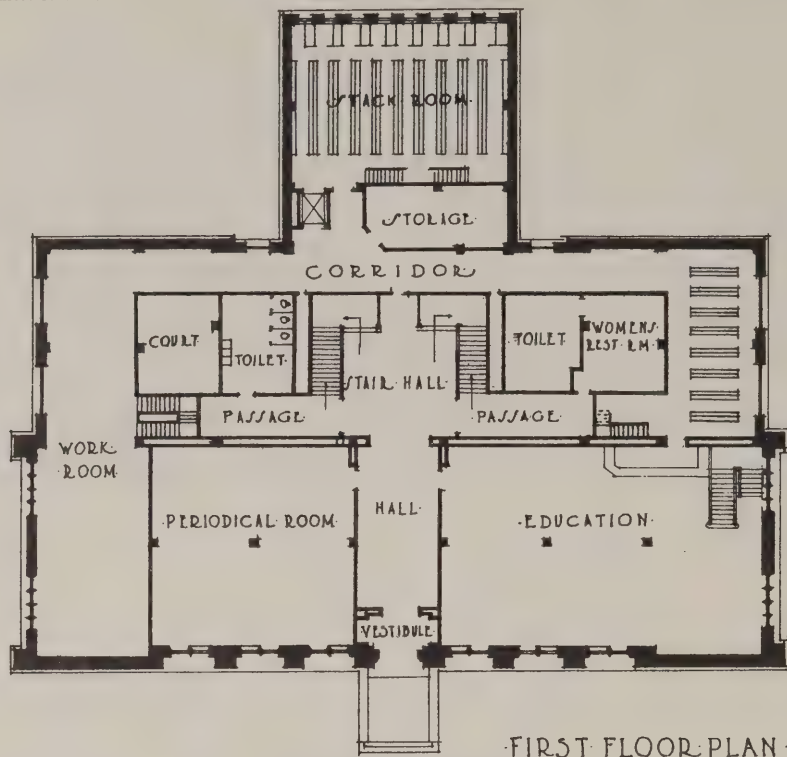 STACK ROOM
STORAGE
CORRIDOR
COURT
TOILET
TOILET
WOMENS
REST RM.
STAIR HALL
PASSAGE
PASSAGE
WORK
ROOM
PERIODICAL ROOM
HALL
EDUCATION
VESTIBULE
·FIRST·FLOOR·PLAN·